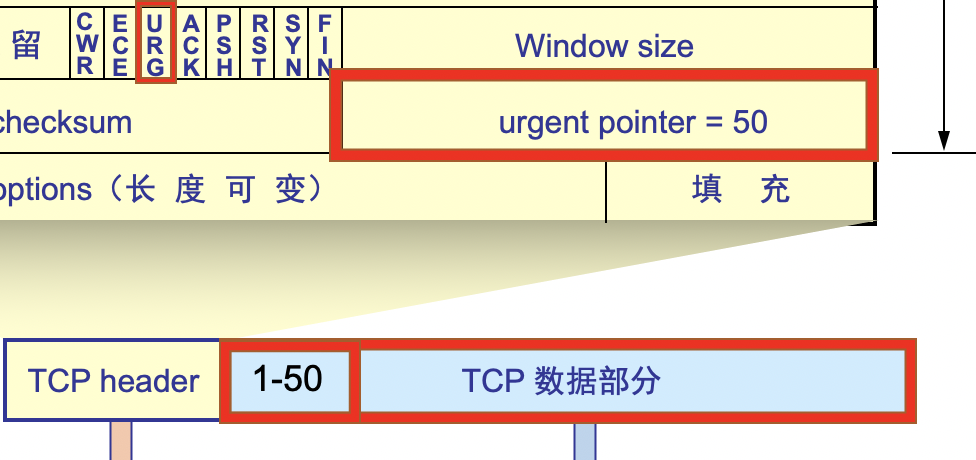 留 CWR ECE URG ACK PSH RST SYN FIN Window size
checksum urgent pointer = 50
options（长 度 可 变） 填 充
TCP header 1-50 TCP 数据部分